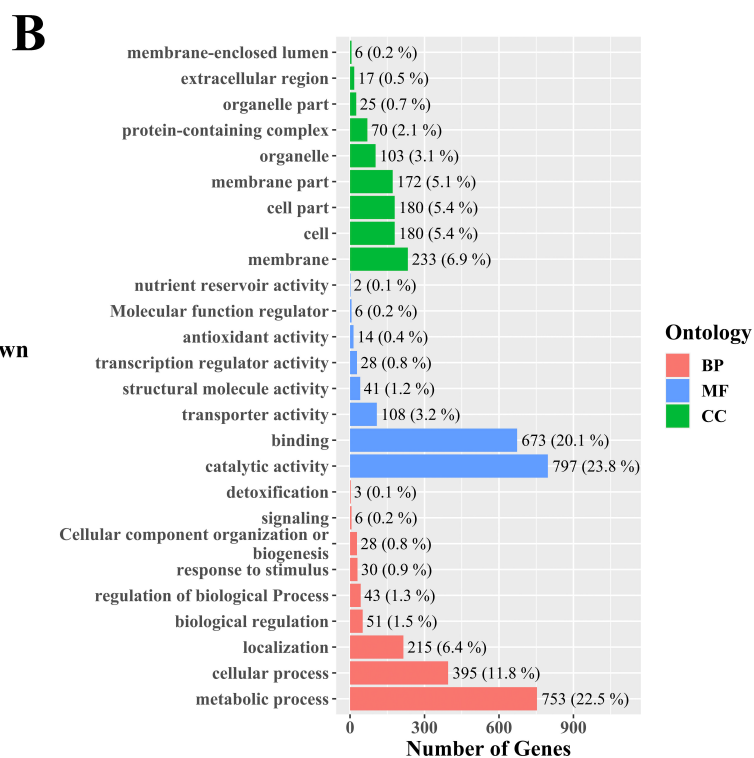 B
membrane-enclosed lumen 6 (0.2 %)
extracellular region 17 (0.5 %)
organelle part 25 (0.7 %)
protein-containing complex 70 (2.1 %)
organelle 103 (3.1 %)
membrane part 172 (5.1 %)
cell part 180 (5.4 %)
cell 180 (5.4 %)
membrane 233 (6.9 %)
nutrient reservoir activity 2 (0.1 %)
Molecular function regulator 6 (0.2 %)
antioxidant activity 14 (0.4 %)
wn
transcription regulator activity 28 (0.8 %)
structural molecule activity 41 (1.2 %)
transporter activity 108 (3.2 %)
binding 673 (20.1 %)
catalytic activity 797 (23.8 %)
detoxification 3 (0.1 %)
signaling 6 (0.2 %)
Cellular component organization or
biogenesis 28 (0.8 %)
response to stimulus 30 (0.9 %)
regulation of biological Process 43 (1.3 %)
biological regulation 51 (1.5 %)
localization 215 (6.4 %)
cellular process 395 (11.8 %)
metabolic process 753 (22.5 %)
0 300 600 900
Number of Genes
Ontology
BP
MF
CC